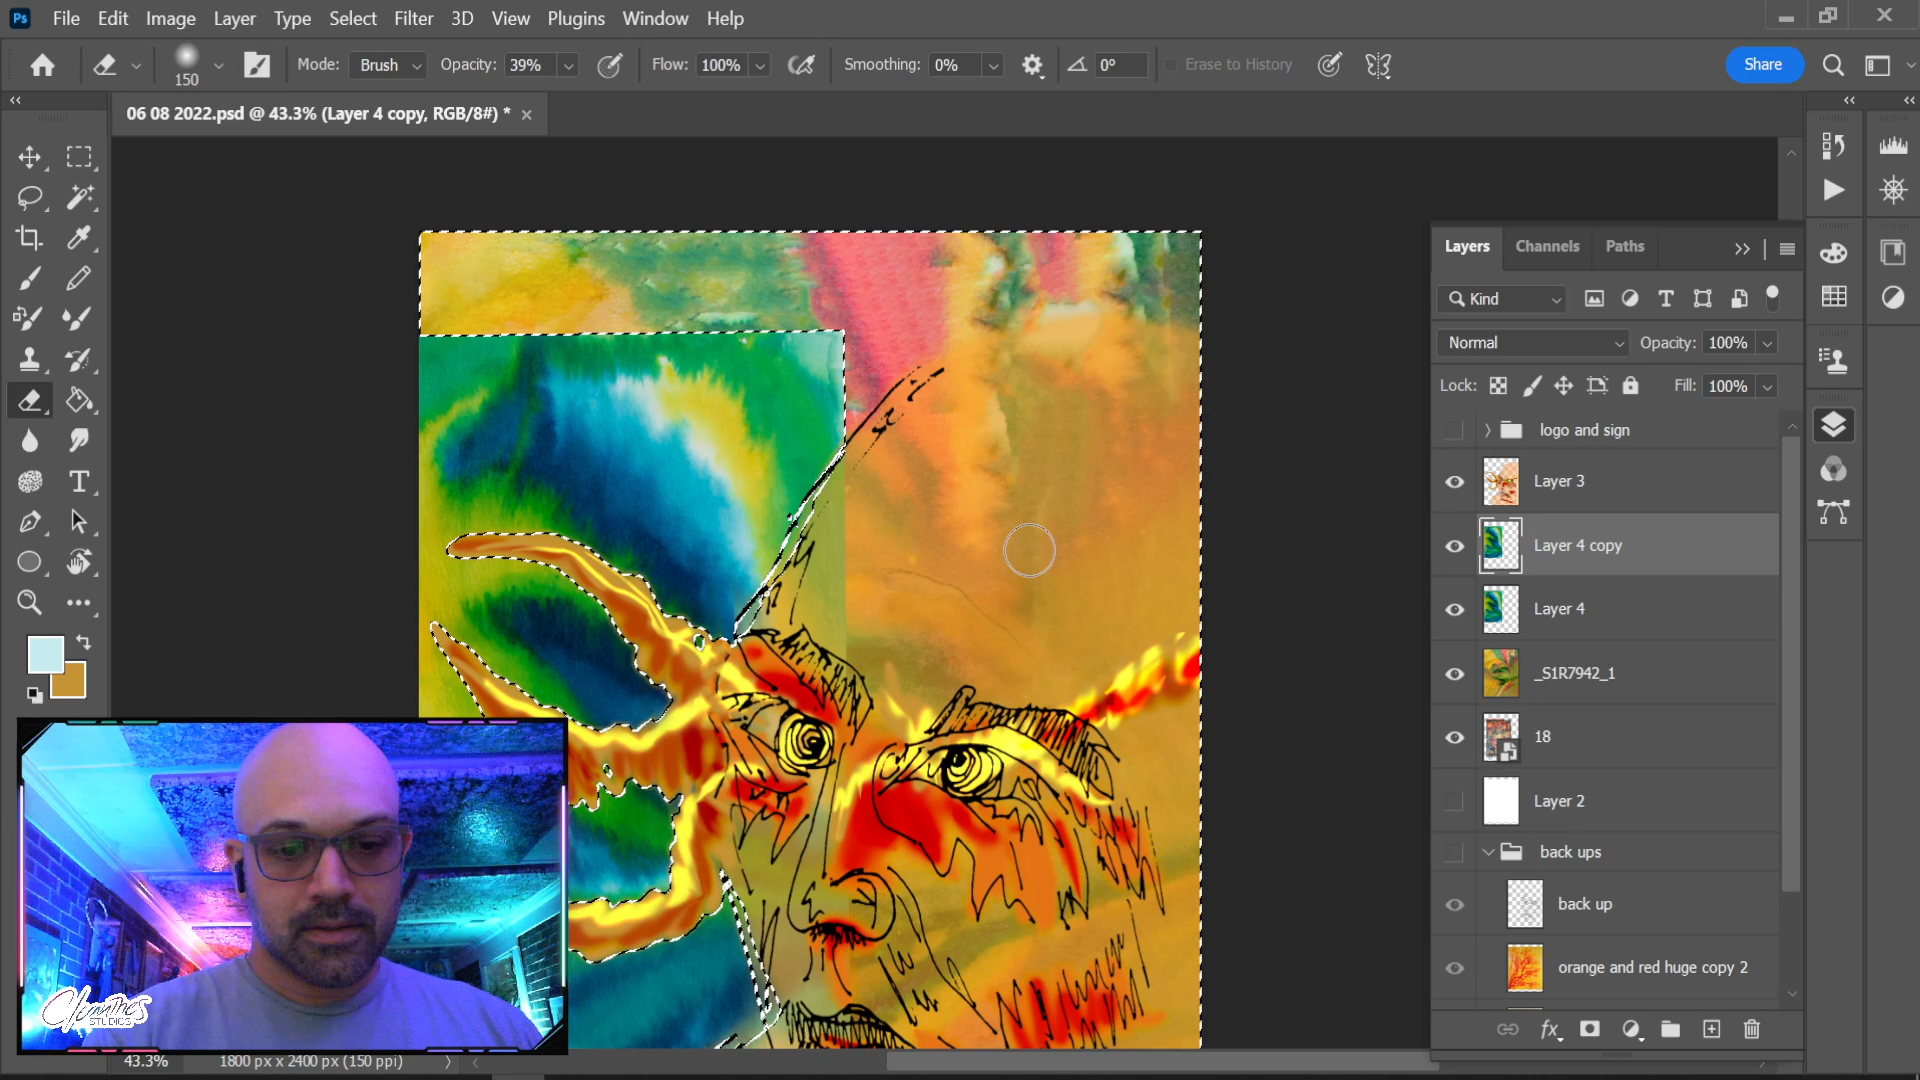 Ps File Edit Image Layer Type Select Filter 3D View Plugins Window Help
150 Mode: Brush Opacity: 39% Flow: 100% Smoothing: 0% 0° Erase to History Share
06 08 2022.psd @ 43.3% (Layer 4 copy, RGB/8#) *
Layers Channels Paths
Kind
Normal Opacity: 100%
Lock: Fill: 100%
logo and sign
Layer 3
Layer 4 copy
Layer 4
_S1R7942_1
18
Layer 2
back ups
back up
orange and red huge copy 2
STUDIOS
43.3% 1800 px x 2400 px (150 ppi)